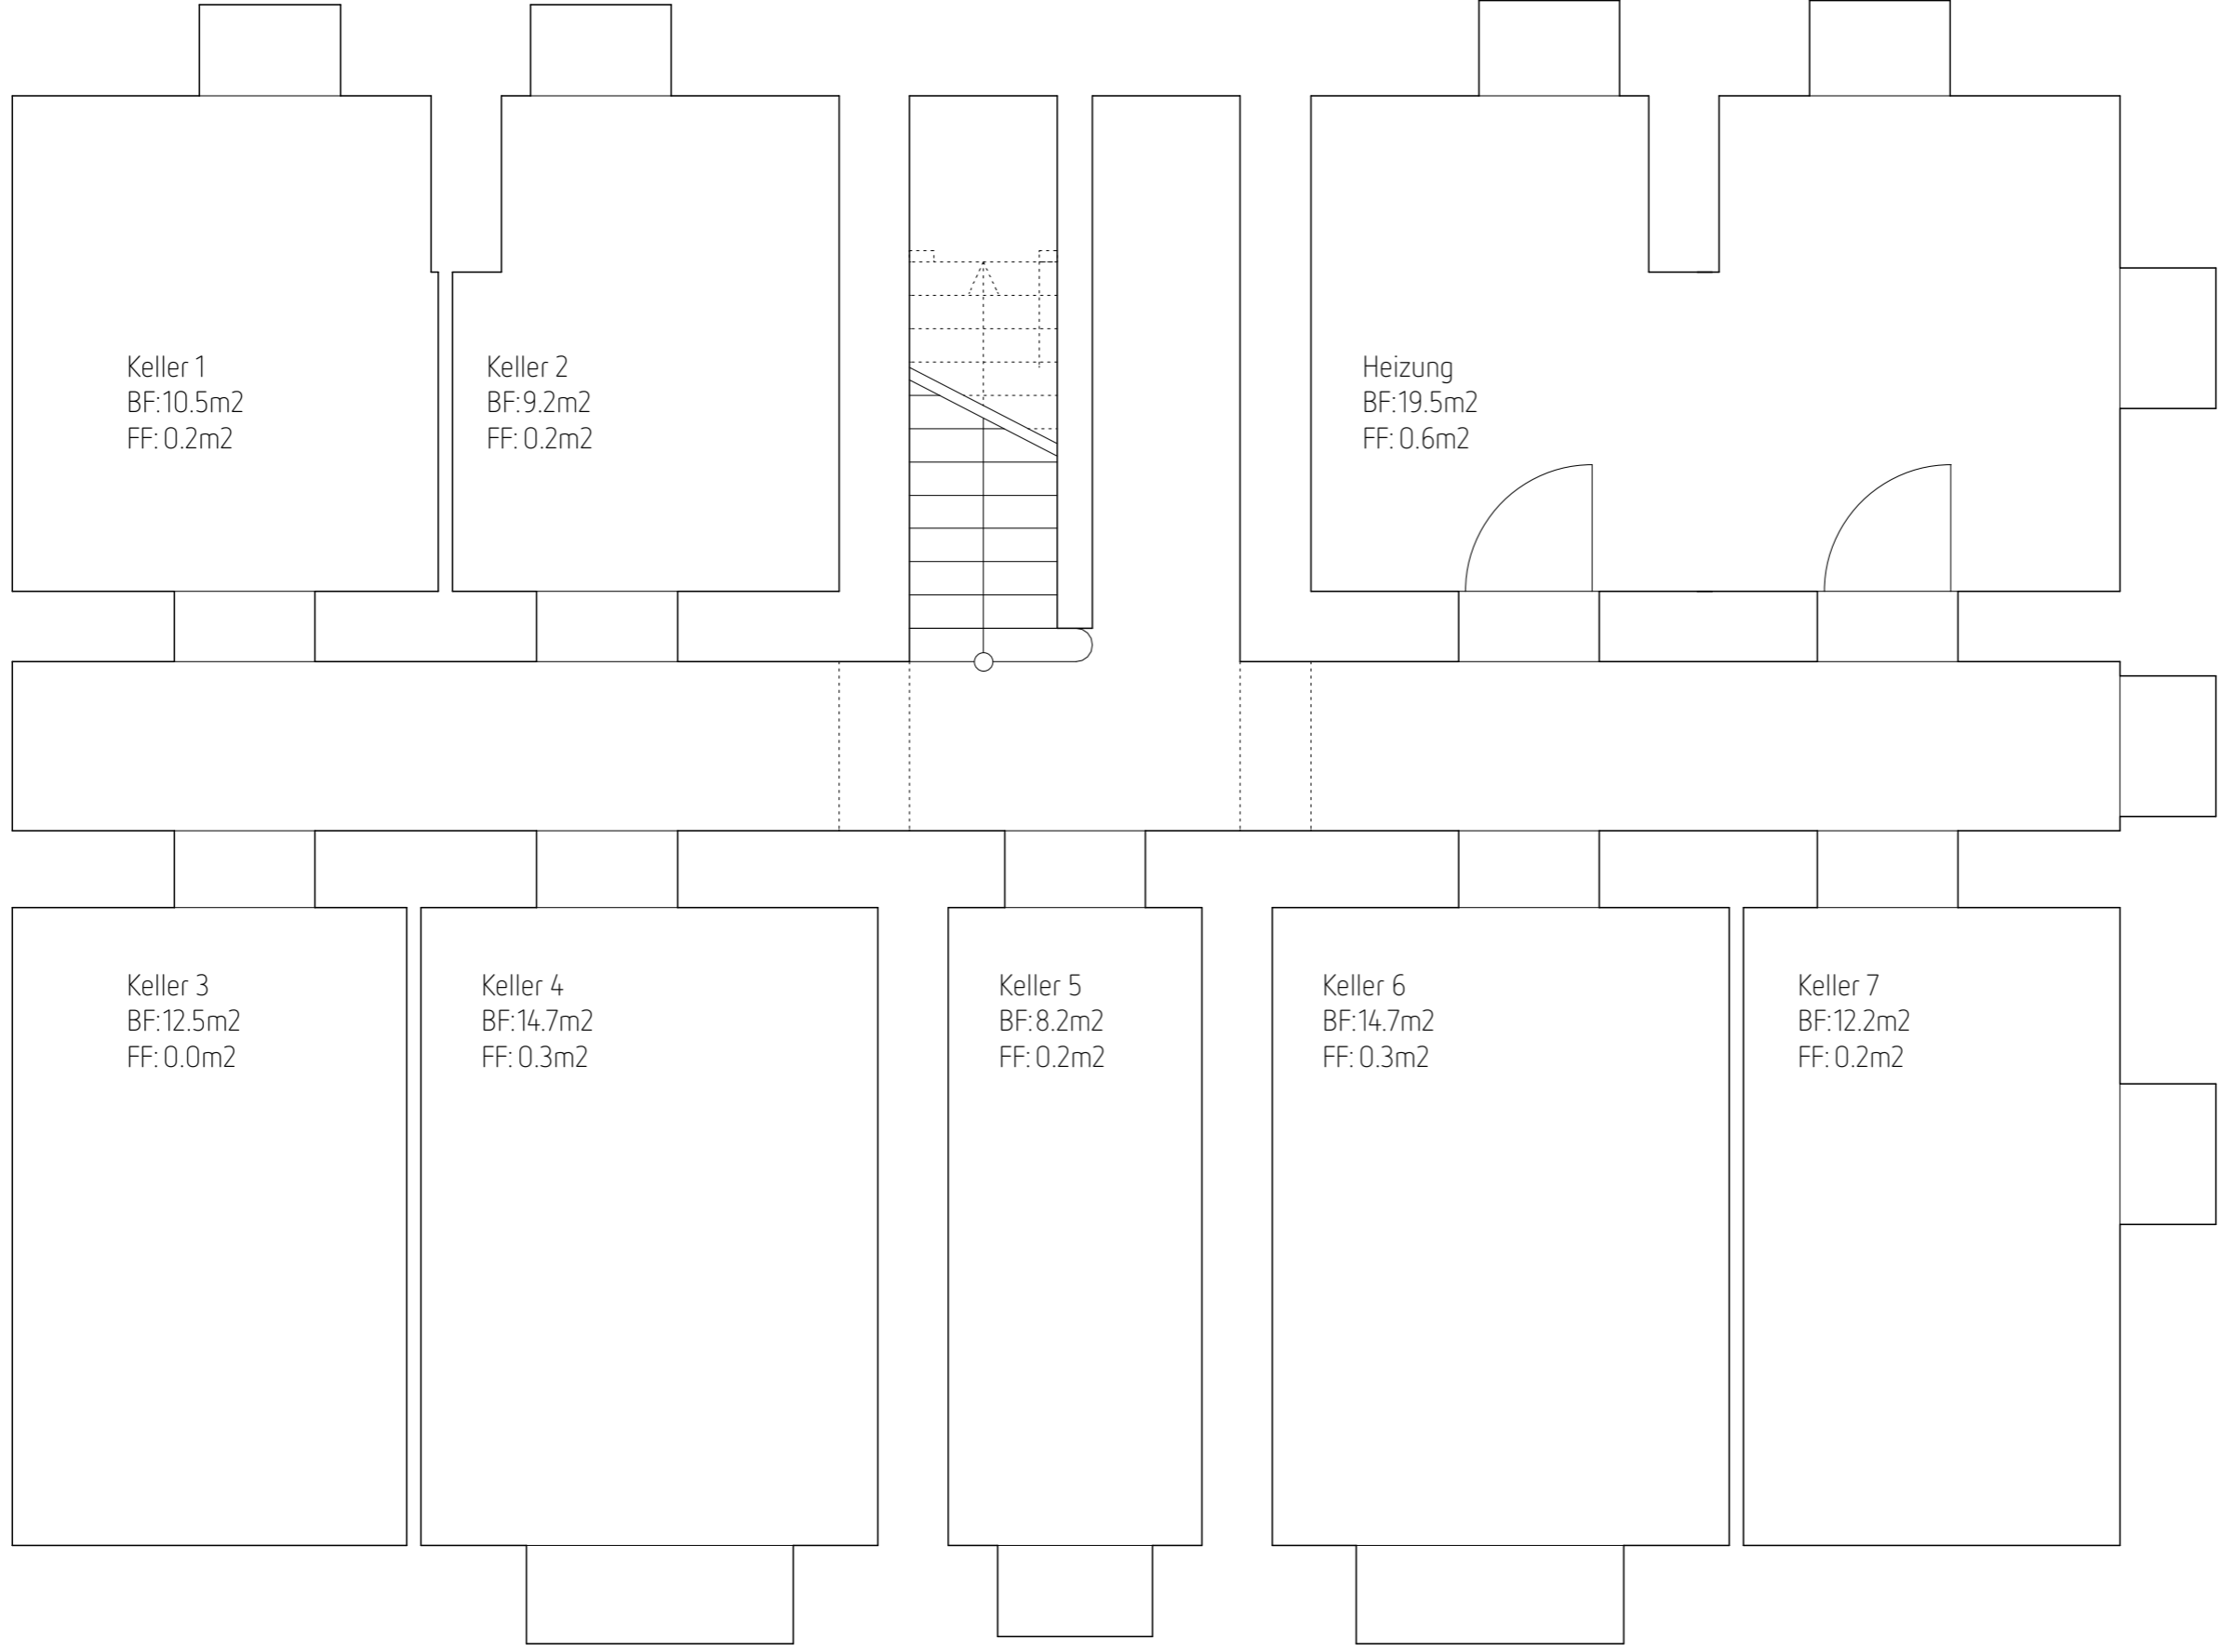 Keller 1
BF:10.5m2
FF: 0.2m2
Keller 2
BF:9.2m2
FF: 0.2m2
Heizung
BF:19.5m2
FF: 0.6m2
Keller 3
BF:12.5m2
FF: 0.0m2
Keller 4
BF:14.7m2
FF: 0.3m2
Keller 5
BF:8.2m2
FF: 0.2m2
Keller 6
BF:14.7m2
FF: 0.3m2
Keller 7
BF:12.2m2
FF: 0.2m2